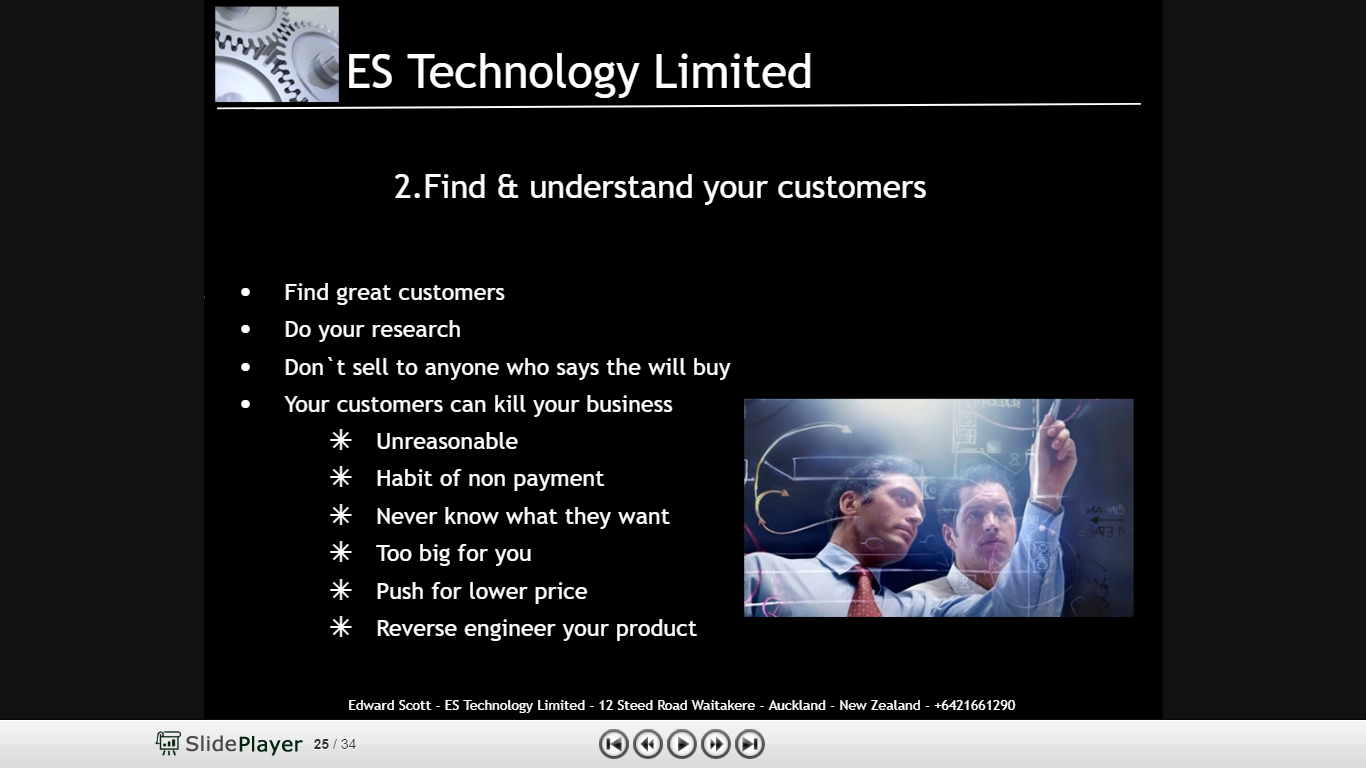 ES Technology Limited
2.Find & understand your customers
• Find great customers
• Do your research
• Don`t sell to anyone who says the will buy
• Your customers can kill your business
✳ Unreasonable
✳ Habit of non payment
✳ Never know what they want
✳ Too big for you
✳ Push for lower price
✳ Reverse engineer your product
Edward Scott - ES Technology Limited - 12 Steed Road Waitakere - Auckland - New Zealand - +6421661290
SlidePlayer 25 / 34